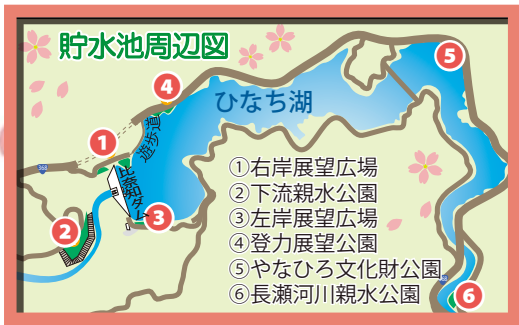 貯水池周辺図
⑤
④
ひなち湖
遊歩道
①
368
比奈知ダム
③
②
⑥
①右岸展望広場
②下流親水公園
③左岸展望広場
④登力展望公園
⑤やなひろ文化財公園
⑥長瀬河川親水公園